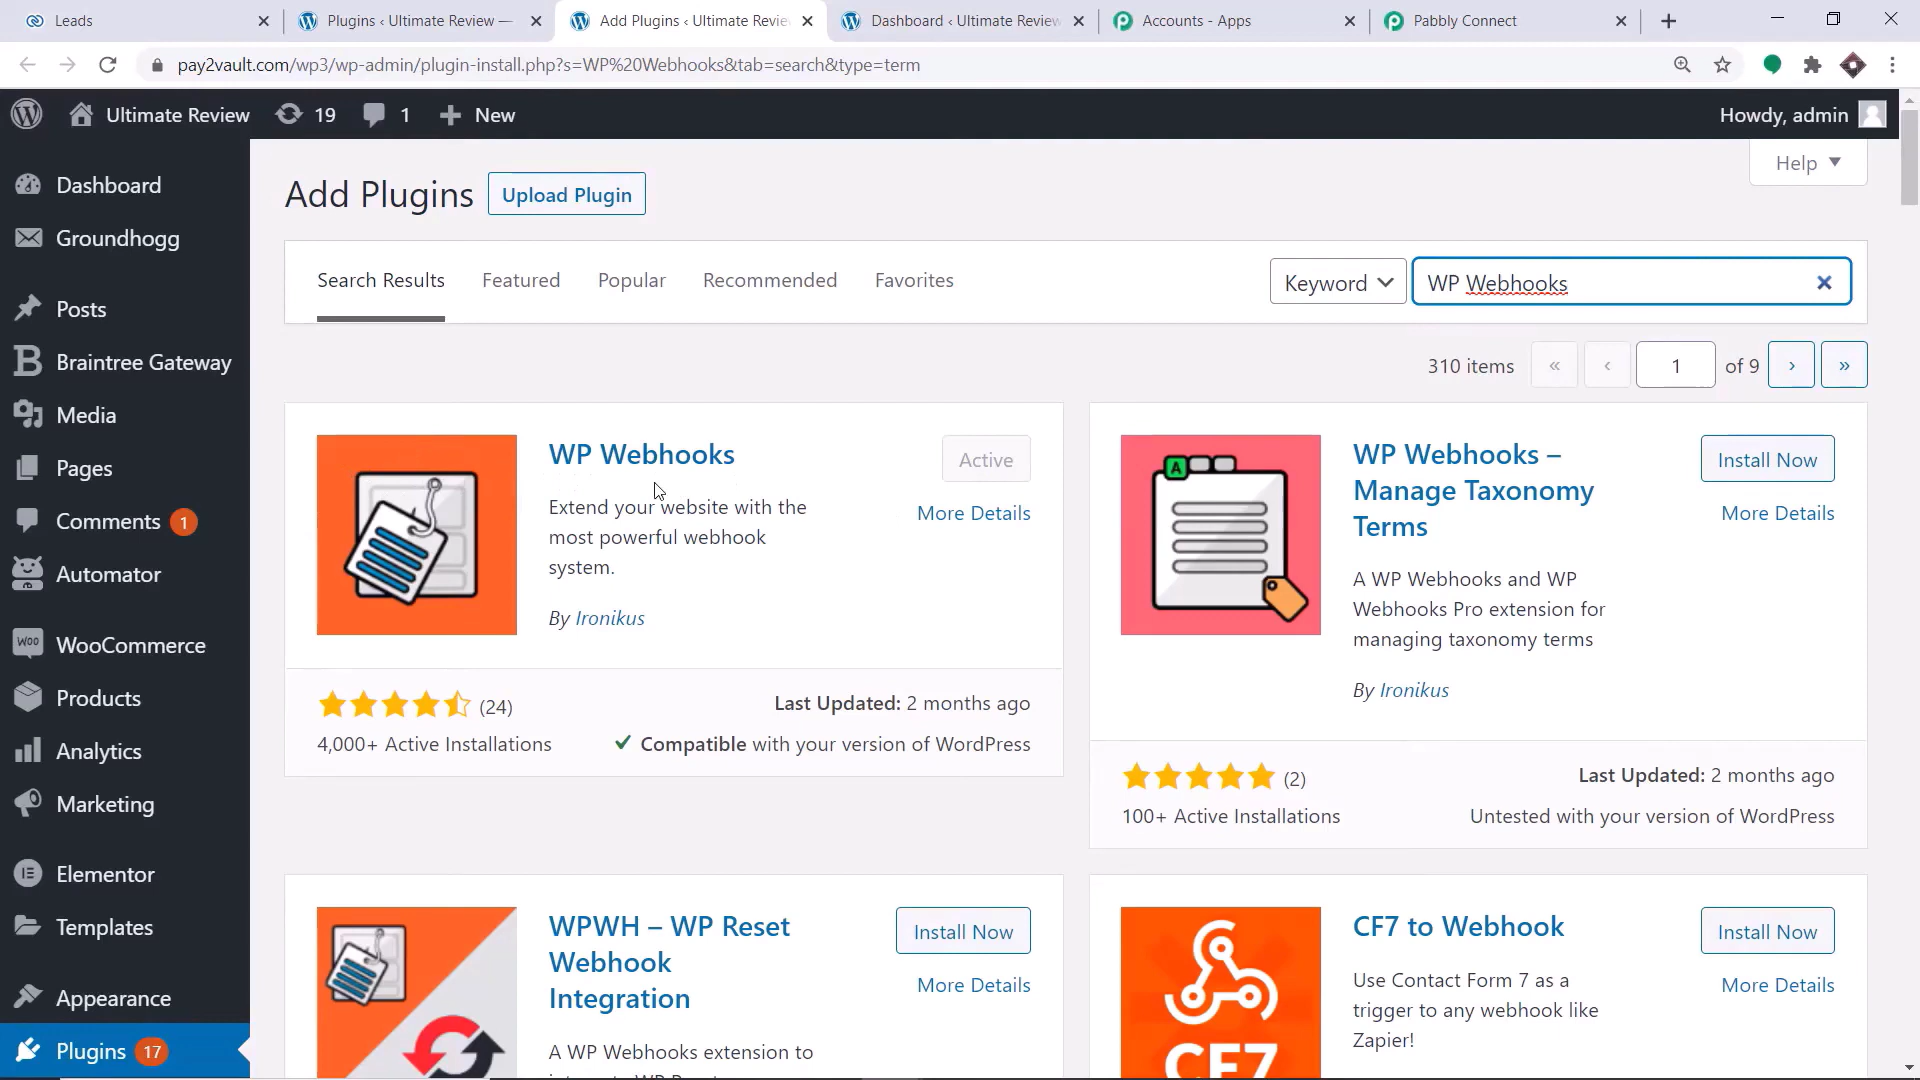 Leads
Plugins ‹ Ultimate Review —
Add Plugins ‹ Ultimate Revie
Dashboard ‹ Ultimate Review
Accounts - Apps
Pabbly Connect
pay2vault.com/wp3/wp-admin/plugin-install.php?s=WP%20Webhooks&tab=search&type=term
Ultimate Review
19
1
New
Howdy, admin
Dashboard
Groundhogg
Posts
Braintree Gateway
Media
Pages
Comments 1
Automator
WooCommerce
Products
Analytics
Marketing
Elementor
Templates
Appearance
Plugins 17
Help
Add Plugins
Upload Plugin
Search Results
Featured
Popular
Recommended
Favorites
Keyword
WP Webhooks
310 items
«
‹
1
of 9
›
»
WP Webhooks
Active
More Details
Extend your website with the
most powerful webhook
system.
By Ironikus
(24)
Last Updated: 2 months ago
4,000+ Active Installations
Compatible with your version of WordPress
WP Webhooks –
Manage Taxonomy
Terms
Install Now
More Details
A WP Webhooks and WP
Webhooks Pro extension for
managing taxonomy terms
By Ironikus
(2)
Last Updated: 2 months ago
100+ Active Installations
Untested with your version of WordPress
WPWH – WP Reset
Webhook
Integration
Install Now
More Details
A WP Webhooks extension to
CF7
CF7 to Webhook
Install Now
More Details
Use Contact Form 7 as a
trigger to any webhook like
Zapier!